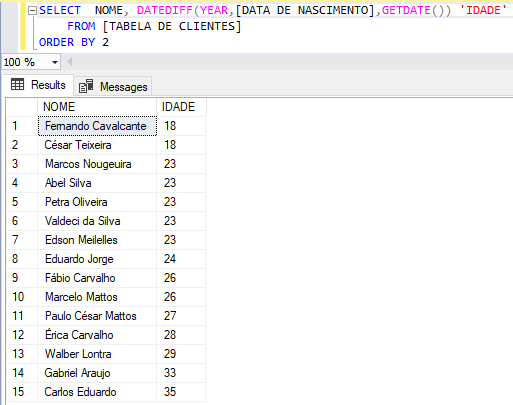 SELECT NOME, DATEDIFF(YEAR,[DATA DE NASCIMENTO],GETDATE()) 'IDADE'
FROM [TABELA DE CLIENTES]
ORDER BY 2
100 %
Results Messages
NOME IDADE
1 Fernando Cavalcante 18
2 César Teixeira 18
3 Marcos Nougeuira 23
4 Abel Silva 23
5 Petra Oliveira 23
6 Valdeci da Silva 23
7 Edson Meilelles 23
8 Eduardo Jorge 24
9 Fábio Carvalho 26
10 Marcelo Mattos 26
11 Paulo César Mattos 27
12 Érica Carvalho 28
13 Walber Lontra 29
14 Gabriel Araujo 33
15 Carlos Eduardo 35